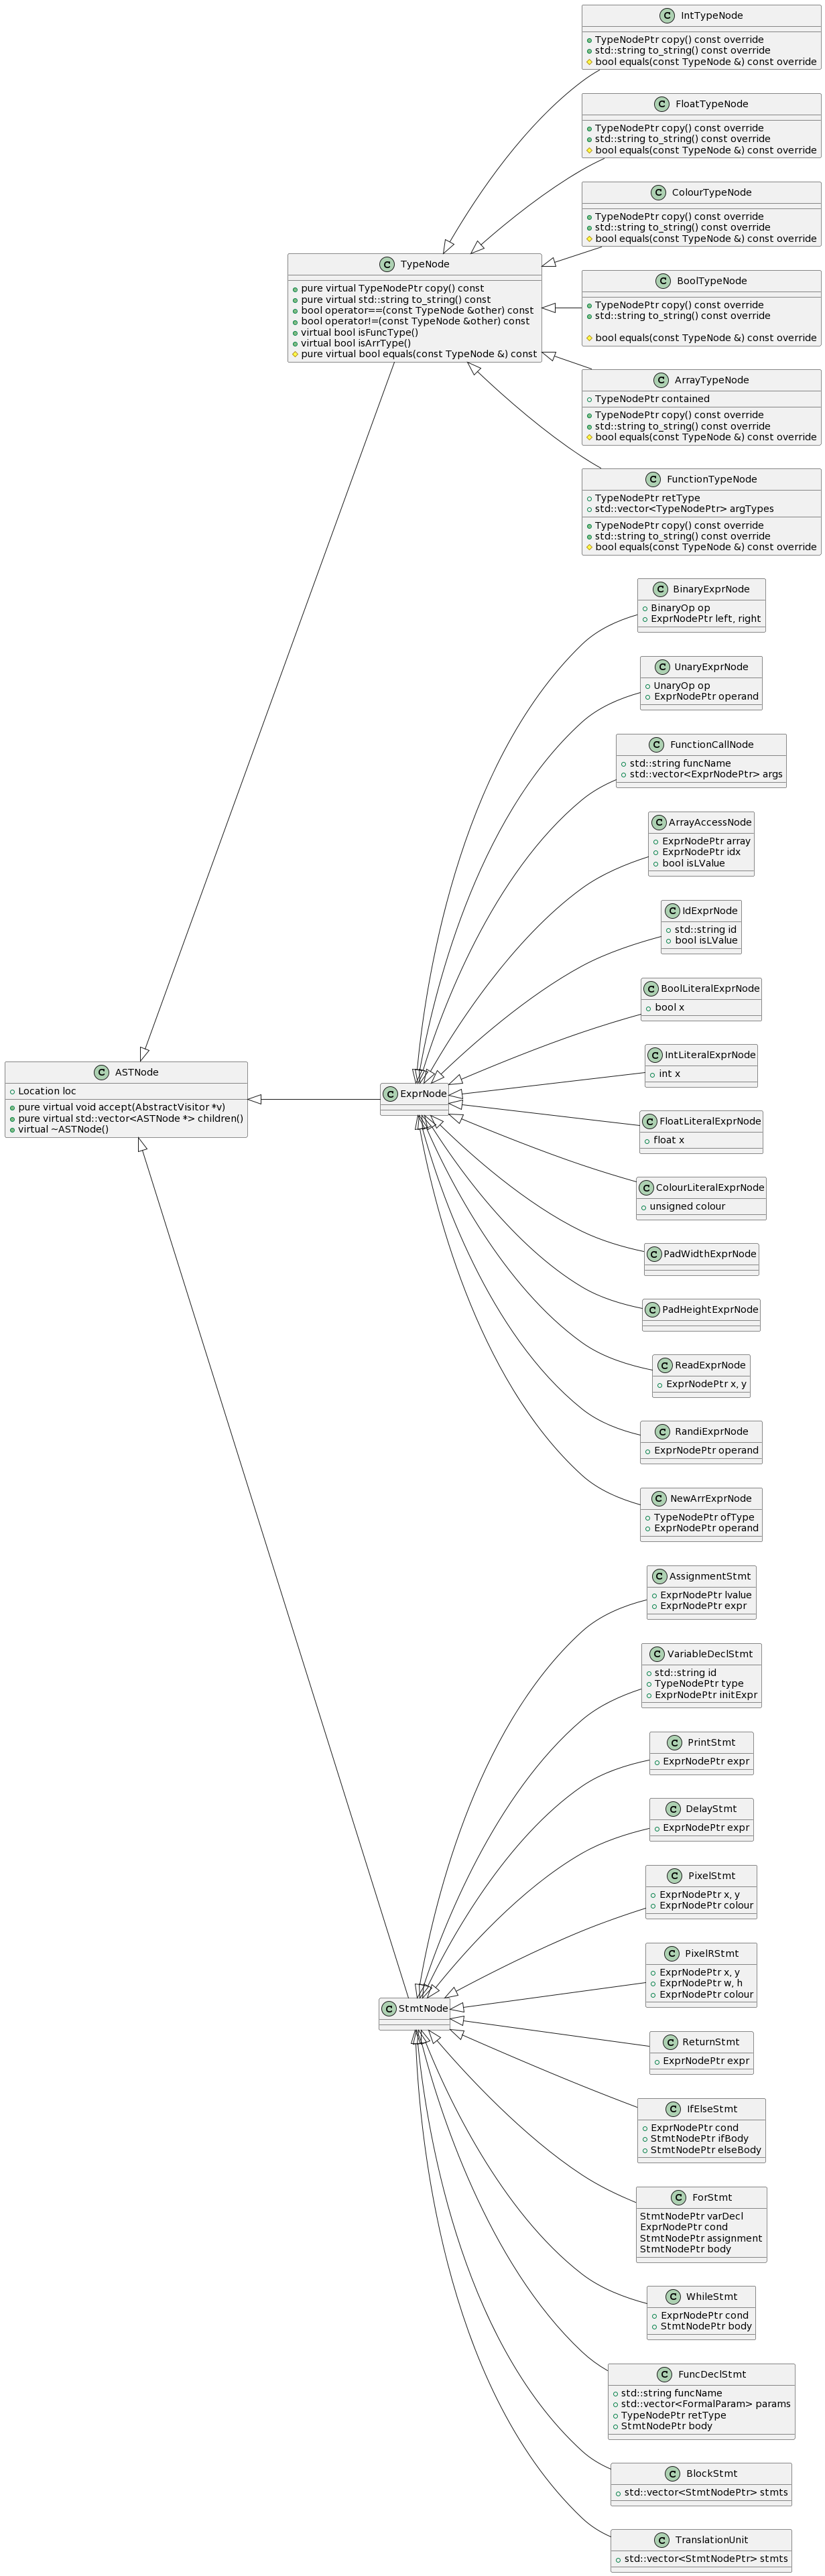 IntTypeNode
TypeNodePtr copy() const override
std::string to_string() const override
bool equals(const TypeNode &) const override
FloatTypeNode
TypeNodePtr copy() const override
std::string to_string() const override
bool equals(const TypeNode &) const override
ColourTypeNode
TypeNodePtr copy() const override
std::string to_string() const override
bool equals(const TypeNode &) const override
TypeNode
pure virtual TypeNodePtr copy() const
pure virtual std::string to_string() const
bool operator==(const TypeNode &other) const
bool operator!=(const TypeNode &other) const
virtual bool isFuncType()
virtual bool isArrType()
pure virtual bool equals(const TypeNode &) const
BoolTypeNode
TypeNodePtr copy() const override
std::string to_string() const override
bool equals(const TypeNode &) const override
ArrayTypeNode
TypeNodePtr contained
TypeNodePtr copy() const override
std::string to_string() const override
bool equals(const TypeNode &) const override
FunctionTypeNode
TypeNodePtr retType
std::vector<TypeNodePtr> argTypes
TypeNodePtr copy() const override
std::string to_string() const override
bool equals(const TypeNode &) const override
BinaryExprNode
BinaryOp op
ExprNodePtr left, right
UnaryExprNode
UnaryOp op
ExprNodePtr operand
FunctionCallNode
std::string funcName
std::vector<ExprNodePtr> args
ArrayAccessNode
ExprNodePtr array
ExprNodePtr idx
bool isLValue
IdExprNode
std::string id
bool isLValue
BoolLiteralExprNode
bool x
ASTNode
Location loc
pure virtual void accept(AbstractVisitor *v)
pure virtual std::vector<ASTNode *> children()
virtual ~ASTNode()
ExprNode
IntLiteralExprNode
int x
FloatLiteralExprNode
float x
ColourLiteralExprNode
unsigned colour
PadWidthExprNode
PadHeightExprNode
ReadExprNode
ExprNodePtr x, y
RandiExprNode
ExprNodePtr operand
NewArrExprNode
TypeNodePtr ofType
ExprNodePtr operand
AssignmentStmt
ExprNodePtr lvalue
ExprNodePtr expr
VariableDeclStmt
std::string id
TypeNodePtr type
ExprNodePtr initExpr
PrintStmt
ExprNodePtr expr
DelayStmt
ExprNodePtr expr
PixelStmt
ExprNodePtr x, y
ExprNodePtr colour
StmtNode
PixelRStmt
ExprNodePtr x, y
ExprNodePtr w, h
ExprNodePtr colour
ReturnStmt
ExprNodePtr expr
IfElseStmt
ExprNodePtr cond
StmtNodePtr ifBody
StmtNodePtr elseBody
ForStmt
StmtNodePtr varDecl
ExprNodePtr cond
StmtNodePtr assignment
StmtNodePtr body
WhileStmt
ExprNodePtr cond
StmtNodePtr body
FuncDeclStmt
std::string funcName
std::vector<FormalParam> params
TypeNodePtr retType
StmtNodePtr body
BlockStmt
std::vector<StmtNodePtr> stmts
TranslationUnit
std::vector<StmtNodePtr> stmts